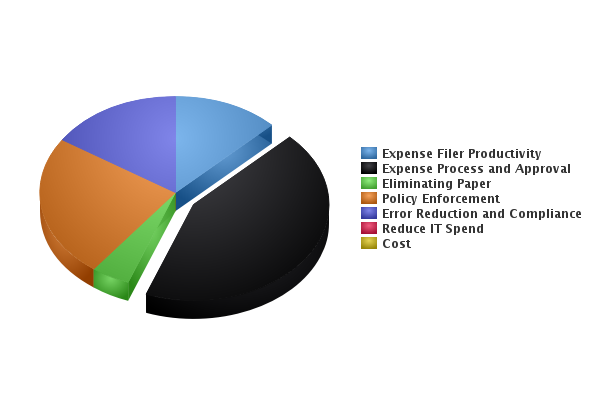 Expense Filer Productivity
Expense Process and Approval
Eliminating Paper
Policy Enforcement
Error Reduction and Compliance
Reduce IT Spend
Cost